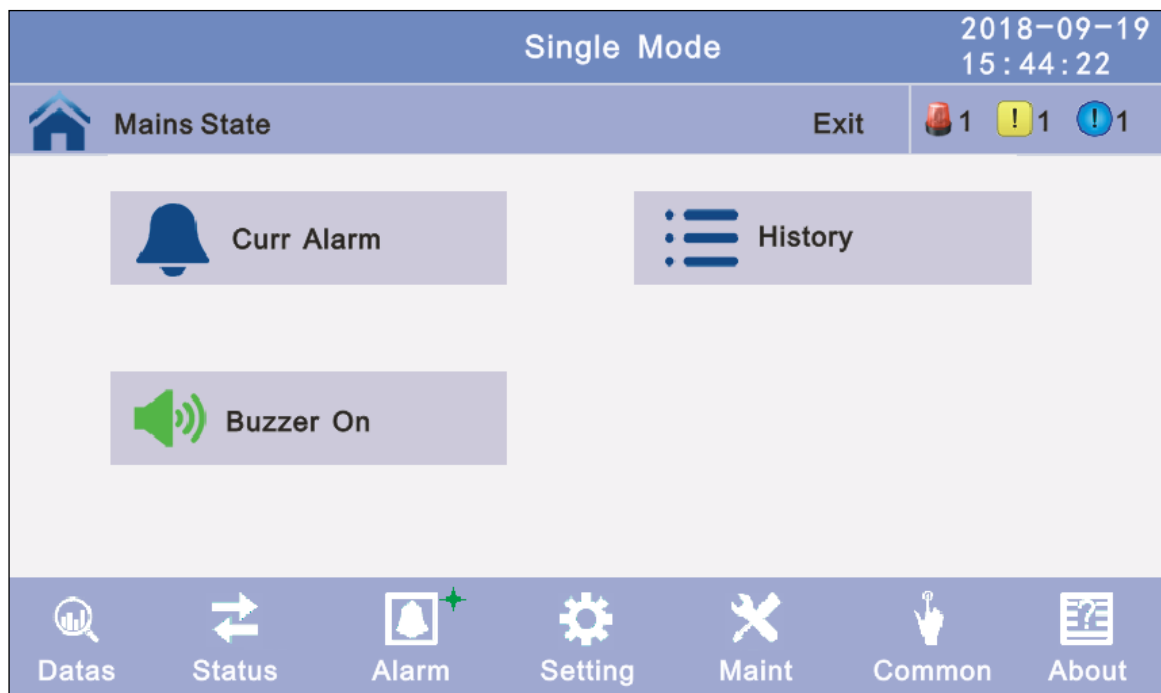 Single Mode
2018-09-19
15:44:22
Mains State
Exit
1
! 1
! 1
Curr Alarm
History
Buzzer On
?
Datas
Status
Alarm
Setting
Maint
Common
About